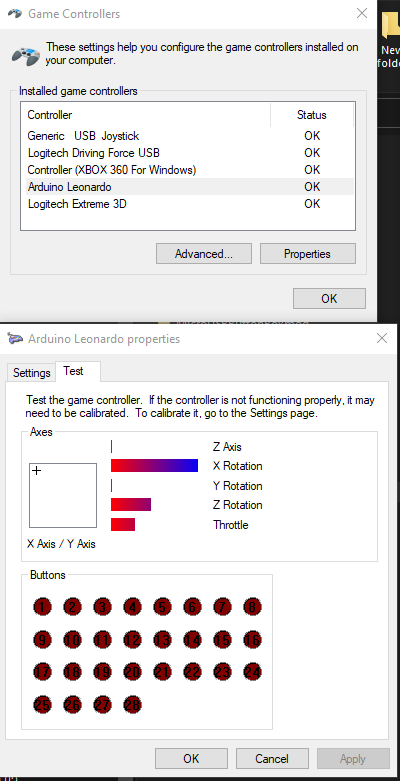 Game Controllers
These settings help you configure the game controllers installed on
your computer.
New
folde
Installed game controllers
Controller Status
Generic USB Joystick OK
Logitech Driving Force USB OK
Controller (XBOX 360 For Windows) OK
Arduino Leonardo OK
Logitech Extreme 3D OK
Advanced... Properties
OK
Arduino Leonardo properties
Settings Test
Test the game controller. If the controller is not functioning properly, it may
need to be calibrated. To calibrate it, go to the Settings page.
Axes
Z Axis
X Rotation
Y Rotation
Z Rotation
Throttle
X Axis / Y Axis
Buttons
1 2 3 4 5 6 7 8
9 10 11 12 13 14 15 16
17 18 19 20 21 22 23 24
25 26 27 28
OK Cancel Apply